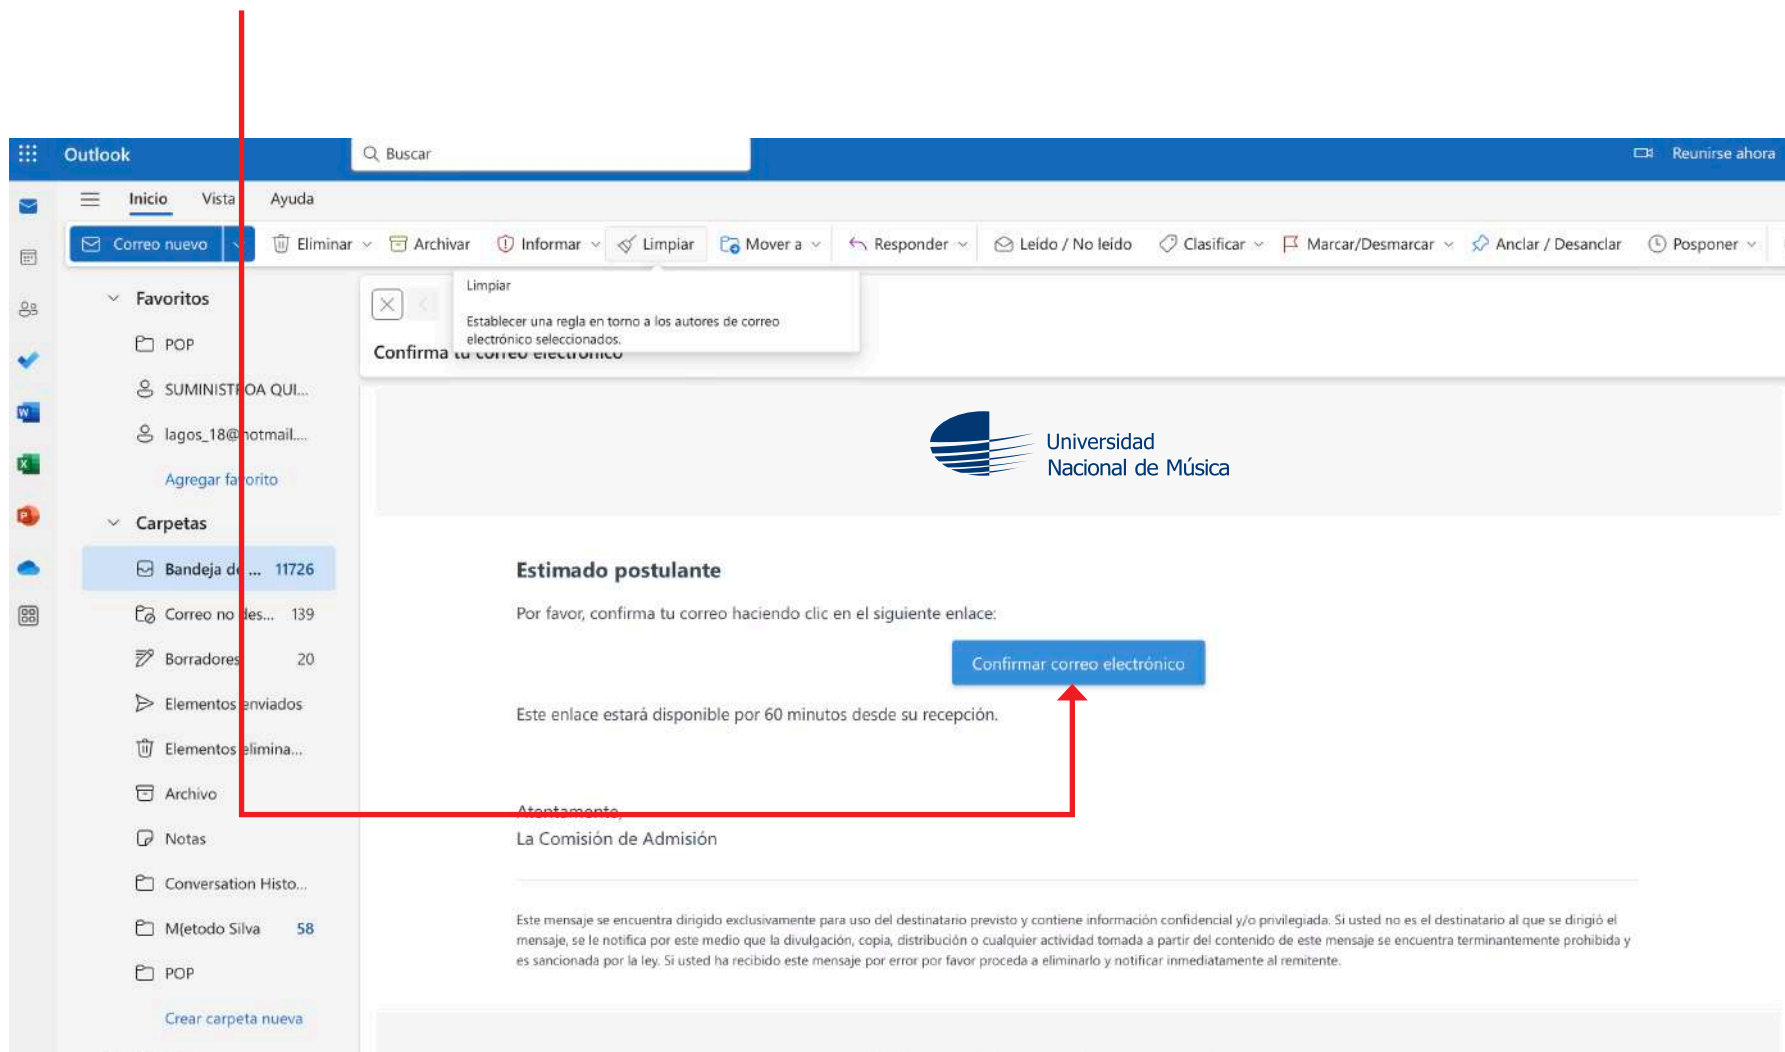 Outlook
Buscar
Reunirse ahora
Inicio Vista Ayuda
Correo nuevo Eliminar Archivar Informar Limpiar Mover a Responder Leído / No leído Clasificar Marcar/Desmarcar Anclar / Desanclar Posponer
Limpiar
Establecer una regla en torno a los autores de correo
electrónico seleccionados.
Confirma tu correo electrónico
Favoritos
POP
SUMINISTROA QUI...
lagos_18@hotmail....
Agregar favorito
Carpetas
Bandeja de ... 11726
Correo no des... 139
Borradores 20
Elementos enviados
Elementos elimina...
Archivo
Notas
Conversation Histo...
M(etodo Silva 58
POP
Crear carpeta nueva
Universidad
Nacional de Música
Estimado postulante
Por favor, confirma tu correo haciendo clic en el siguiente enlace:
Confirmar correo electrónico
Este enlace estará disponible por 60 minutos desde su recepción.
Atentamente,
La Comisión de Admisión
Este mensaje se encuentra dirigido exclusivamente para uso del destinatario previsto y contiene información confidencial y/o privilegiada. Si usted no es el destinatario al que se dirigió el
mensaje, se le notifica por este medio que la divulgación, copia, distribución o cualquier actividad tomada a partir del contenido de este mensaje se encuentra terminantemente prohibida y
es sancionada por la ley. Si usted ha recibido este mensaje por error por favor proceda a eliminarlo y notificar inmediatamente al remitente.